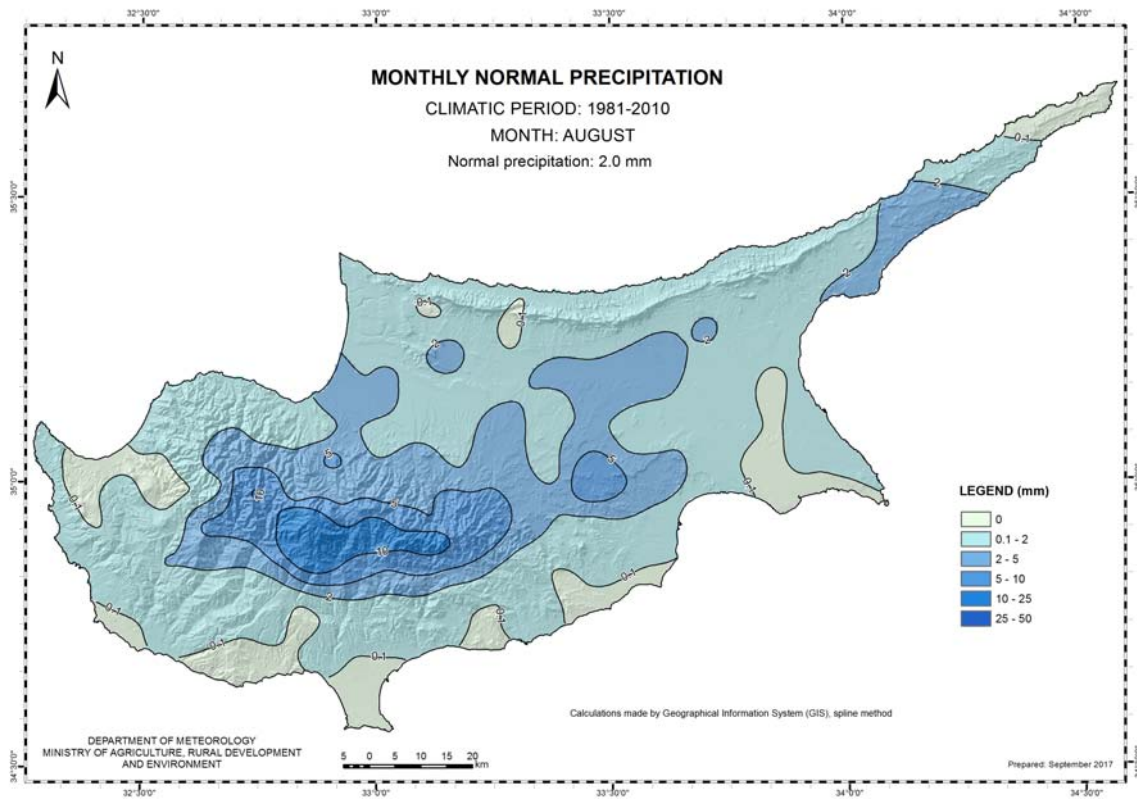 32°30'0" 33°0'0" 33°30'0" 34°0'0" 34°30'0"
N
MONTHLY NORMAL PRECIPITATION
CLIMATIC PERIOD: 1981-2010
MONTH: AUGUST
Normal precipitation: 2.0 mm
0.1
2
35°30'0"
2
0.1
0.1
2
2
5
5
35°0'0"
0.1
10
5
0.1
10
2
0.1
0.1
0.1
0.1
0.1
LEGEND (mm)
0
0.1 - 2
2 - 5
5 - 10
10 - 25
25 - 50
Calculations made by Geographical Information System (GIS), spline method
DEPARTMENT OF METEOROLOGY
MINISTRY OF AGRICULTURE, RURAL DEVELOPMENT
AND ENVIRONMENT
5 0 5 10 15 20
km
Prepared: September 2017
34°30'0"
32°30'0" 33°0'0" 33°30'0" 34°0'0" 34°30'0"